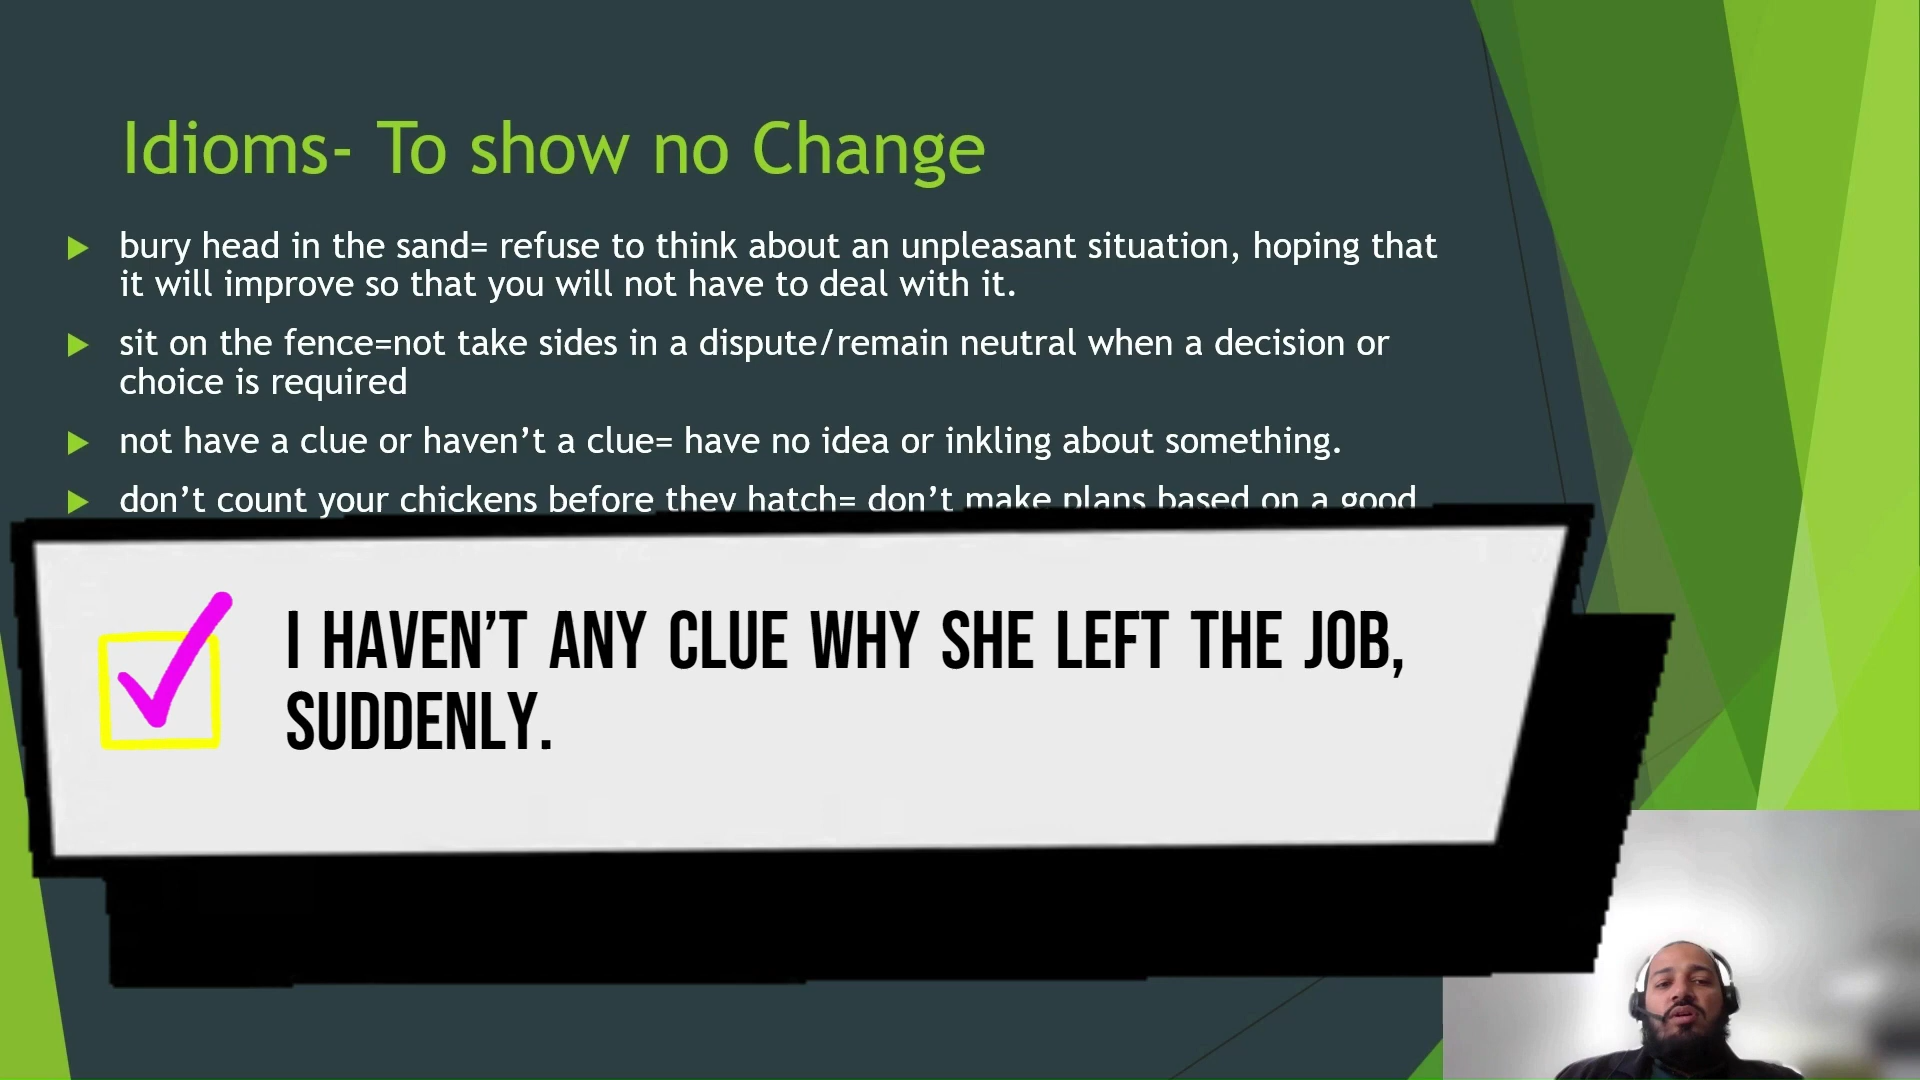 Idioms- To show no Change
bury head in the sand= refuse to think about an unpleasant situation, hoping that
it will improve so that you will not have to deal with it.
sit on the fence=not take sides in a dispute/remain neutral when a decision or
choice is required
not have a clue or haven’t a clue= have no idea or inkling about something.
don’t count your chickens before they hatch= don’t make plans based on a good
I HAVEN’T ANY CLUE WHY SHE LEFT THE JOB,
SUDDENLY.